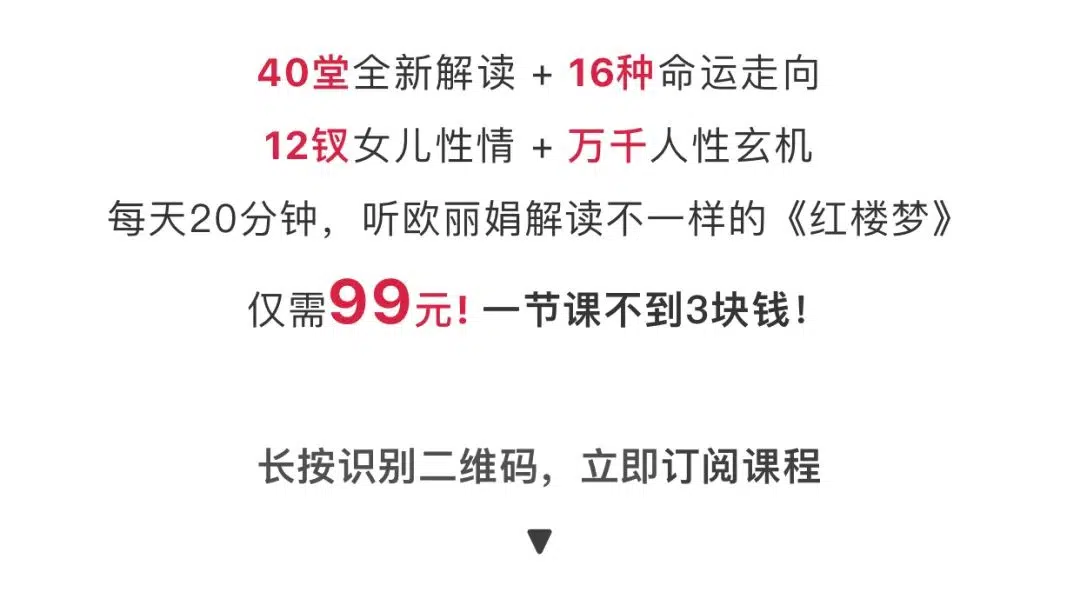 40堂全新解读 + 16种命运走向
12钗女儿性情 + 万千人性玄机
每天20分钟，听欧丽娟解读不一样的《红楼梦》
仅需99元！一节课不到3块钱！
长按识别二维码，立即订阅课程